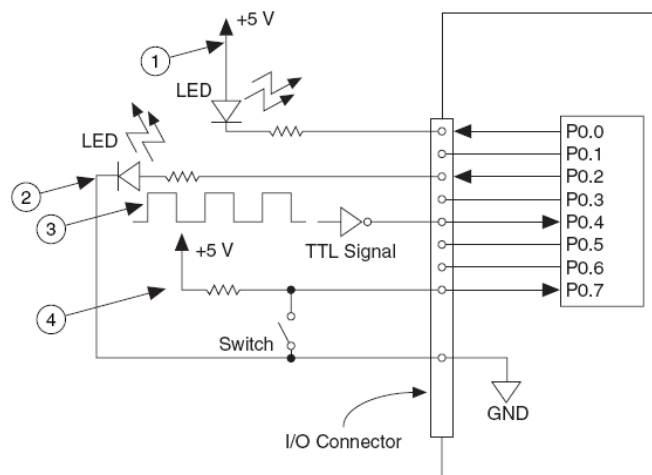 +5 V
1
LED
LED
2
3
TTL Signal
+5 V
4
Switch
I/O Connector
GND
P0.0
P0.1
P0.2
P0.3
P0.4
P0.5
P0.6
P0.7